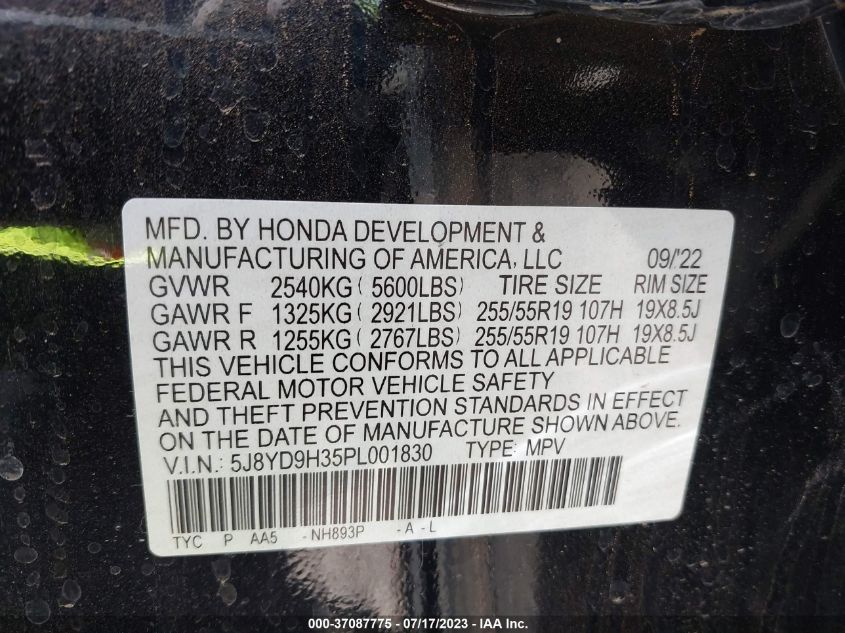 MFD. BY HONDA DEVELOPMENT &
MANUFACTURING OF AMERICA, LLC 09/'22
GVWR 2540KG( 5600LBS) TIRE SIZE RIM SIZE
GAWR F 1325KG( 2921LBS) 255/55R19 107H 19X8.5J
GAWR R 1255KG( 2767LBS) 255/55R19 107H 19X8.5J
THIS VEHICLE CONFORMS TO ALL APPLICABLE
FEDERAL MOTOR VEHICLE SAFETY
AND THEFT PREVENTION STANDARDS IN EFFECT
ON THE DATE OF MANUFACTURE SHOWN ABOVE.
V.I.N.: 5J8YD9H35PL001830 TYPE: MPV
TYC P AA5 -NH893P -A-L
000-37087775 - 07/17/2023 - IAA Inc.